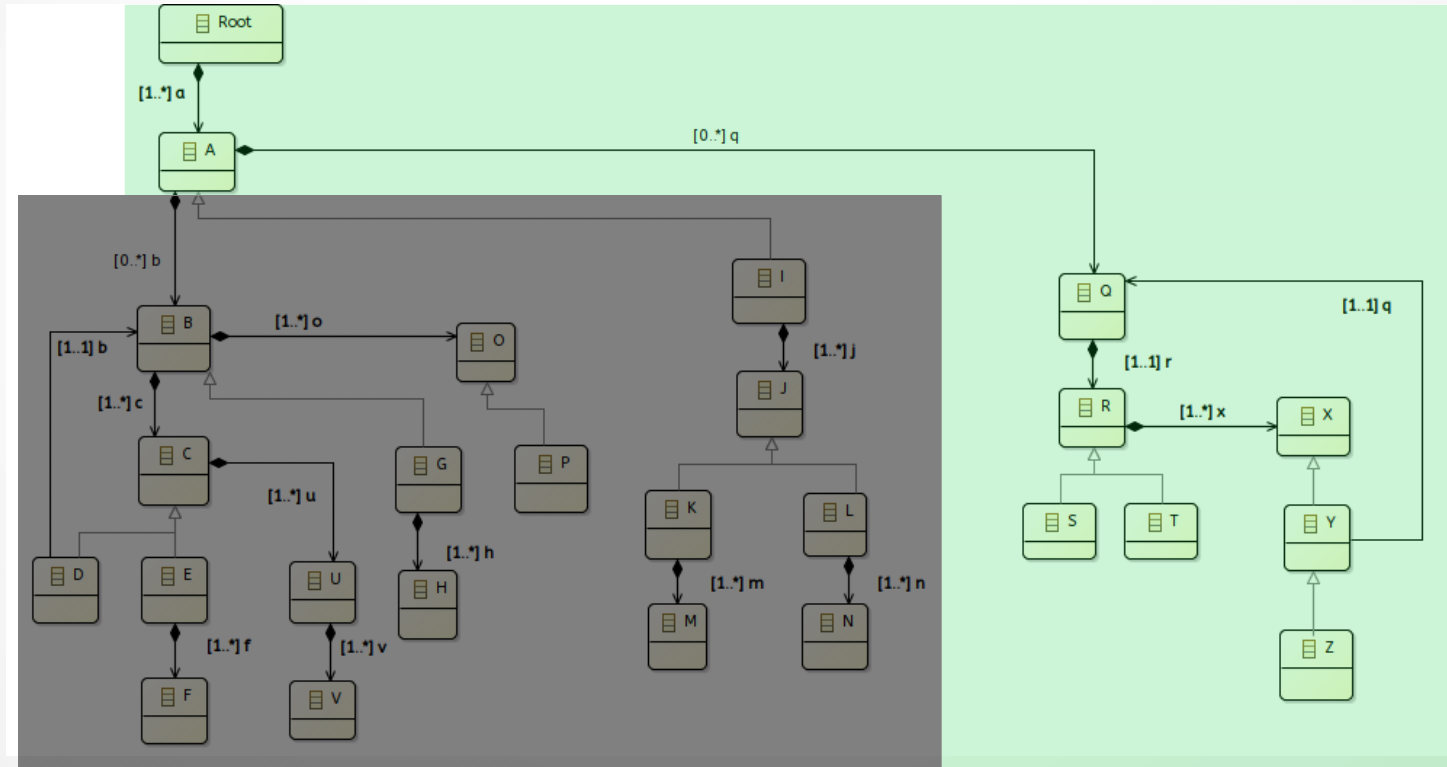 Root
[1..*] a
A
[0..*] q
[0..*] b
I
Q
[1..1] q
B
[1..*] o
O
[1..1] b
[1..*] j
[1..1] r
J
[1..*] c
R
[1..*] x
X
C
G
P
[1..*] u
K
L
S
T
Y
[1..*] h
D
E
U
H
[1..*] m
[1..*] n
M
N
[1..*] f
[1..*] v
Z
F
V